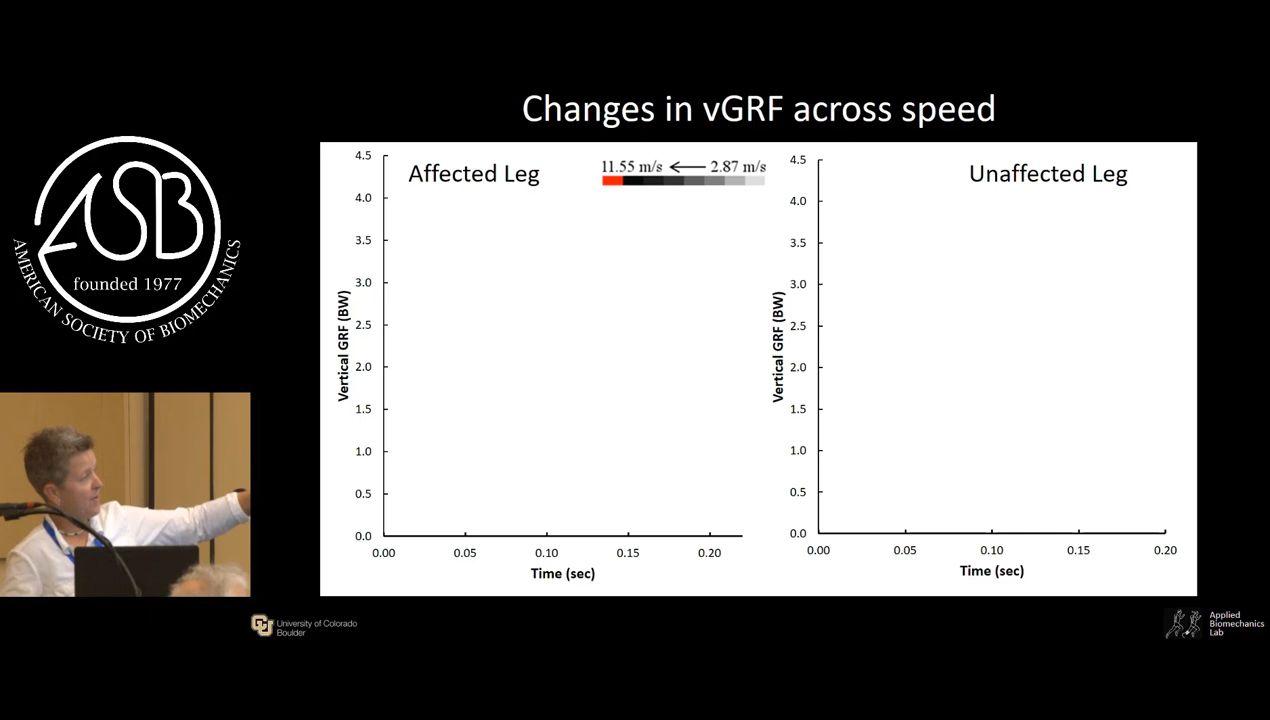 Changes in vGRF across speed
ASB
founded 1977
AMERICAN SOCIETY OF BIOMECHANICS
Affected Leg
11.55 m/s ← 2.87 m/s
4.5
4.0
3.5
3.0
2.5
2.0
1.5
1.0
0.5
0.0
Vertical GRF (BW)
0.00 0.05 0.10 0.15 0.20
Time (sec)
Unaffected Leg
4.5
4.0
3.5
3.0
2.5
2.0
1.5
1.0
0.5
0.0
Vertical GRF (BW)
0.00 0.05 0.10 0.15 0.20
Time (sec)
CU
University of Colorado
Boulder
Applied
Biomechanics
Lab